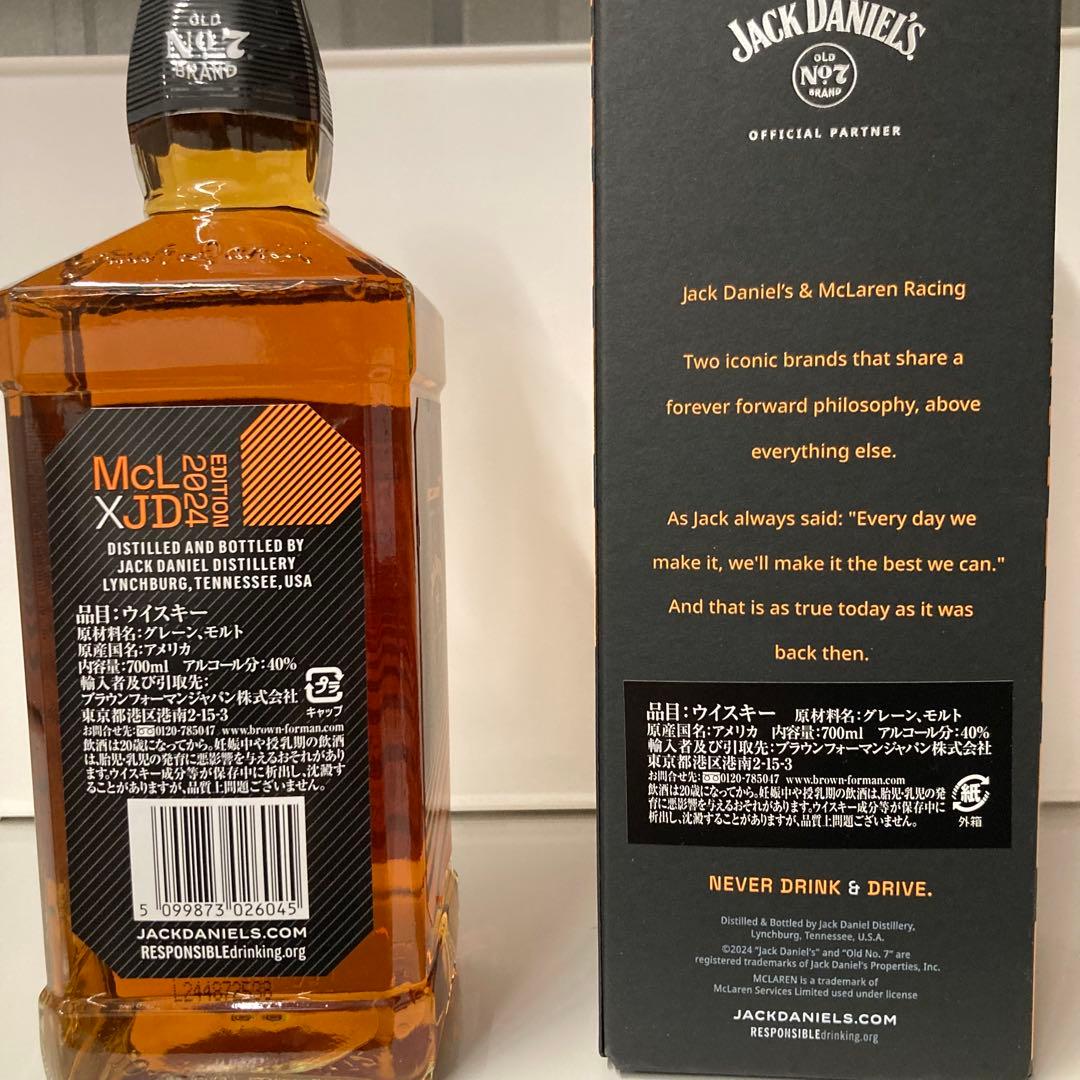 OLD
No.7
BRAND
McL
XJD
EDITION
2024
DISTILLED AND BOTTLED BY
JACK DANIEL DISTILLERY
LYNCHBURG, TENNESSEE, USA
品目:ウイスキー
原材料名:グレーン、モルト
原産国名:アメリカ
内容量:700ml アルコール分:40%
輸入者及び引取先:
ブラウンフォーマンジャパン株式会社
東京都港区港南2-15-3
プラ
キャップ
お問合せ先:0120-785047 www.brown-forman.com
飲酒は20歳になってから。妊娠中や授乳期の飲酒
は、胎児・乳児の発育に悪影響を与えるおそれがあり
ます。ウイスキー成分等が保存中に析出し、沈澱す
ることがありますが、品質上問題ございません。
5 099873 026045
JACKDANIELS.COM
RESPONSIBLEdrinking.org
JACK DANIEL'S
OLD
No.7
BRAND
OFFICIAL PARTNER
Jack Daniel's & McLaren Racing
Two iconic brands that share a
forever forward philosophy, above
everything else.
As Jack always said: "Every day we
make it, we'll make it the best we can."
And that is as true today as it was
back then.
品目:ウイスキー 原材料名:グレーン、モルト
原産国名:アメリカ 内容量:700ml アルコール分:40%
輸入者及び引取先:ブラウンフォーマンジャパン株式会社
東京都港区港南2-15-3
お問合せ先:0120-785047 www.brown-forman.com
飲酒は20歳になってから。妊娠中や授乳期の飲酒は、胎児・乳児の発
育に悪影響を与えるおそれがあります。ウイスキー成分等が保存中に
析出し、沈澱することがありますが、品質上問題ございません。
紙
外箱
NEVER DRINK & DRIVE.
Distilled & Bottled by Jack Daniel Distillery,
Lynchburg, Tennessee, U.S.A.
©2024 "Jack Daniel's" and "Old No. 7" are
registered trademarks of Jack Daniel's Properties, Inc.
MCLAREN is a trademark of
McLaren Services Limited used under license
JACKDANIELS.COM
RESPONSIBLEdrinking.org